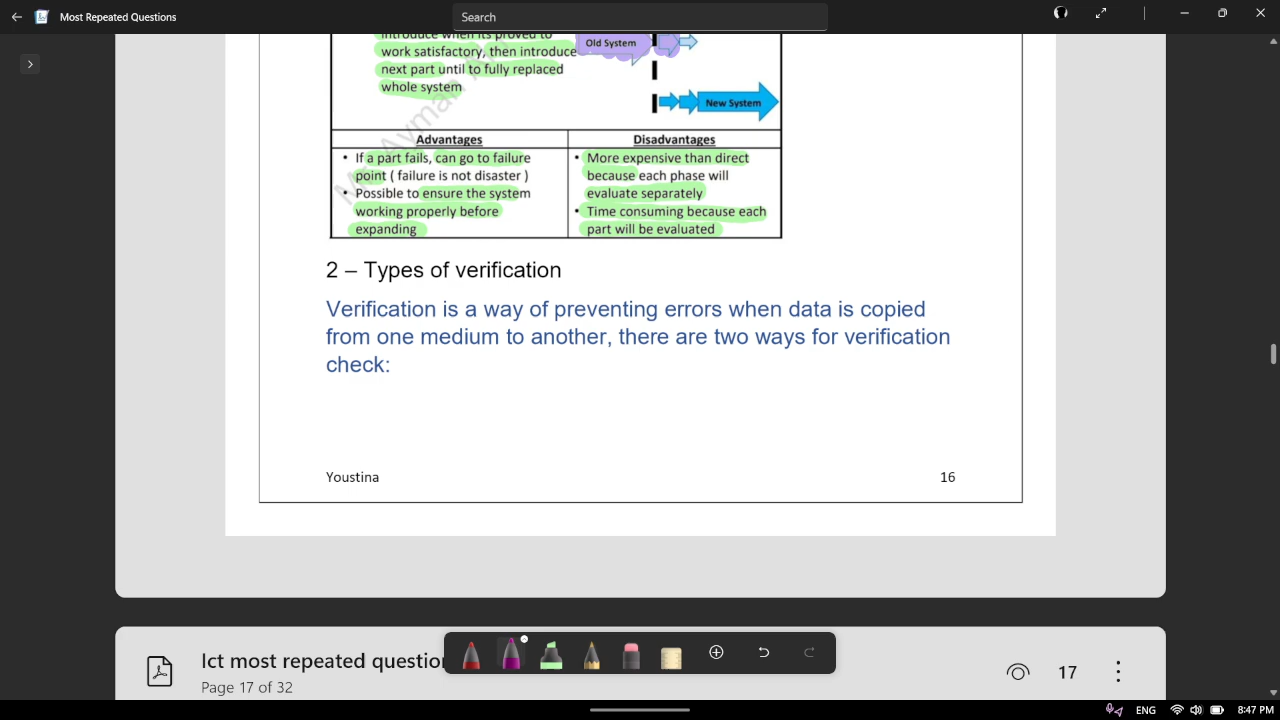 Most Repeated Questions
Search
introduce when its proved to
work satisfactory, then introduce
next part until to fully replaced
whole system
Old System
New System
Advantages
Disadvantages
• If a part fails, can go to failure
point ( failure is not disaster )
• Possible to ensure the system
working properly before
expanding
• More expensive than direct
because each phase will
evaluate separately
• Time consuming because each
part will be evaluated
2 – Types of verification
Verification is a way of preventing errors when data is copied
from one medium to another, there are two ways for verification
check:
Youstina
16
Ict most repeated question
Page 17 of 32
17
ENG
8:47 PM